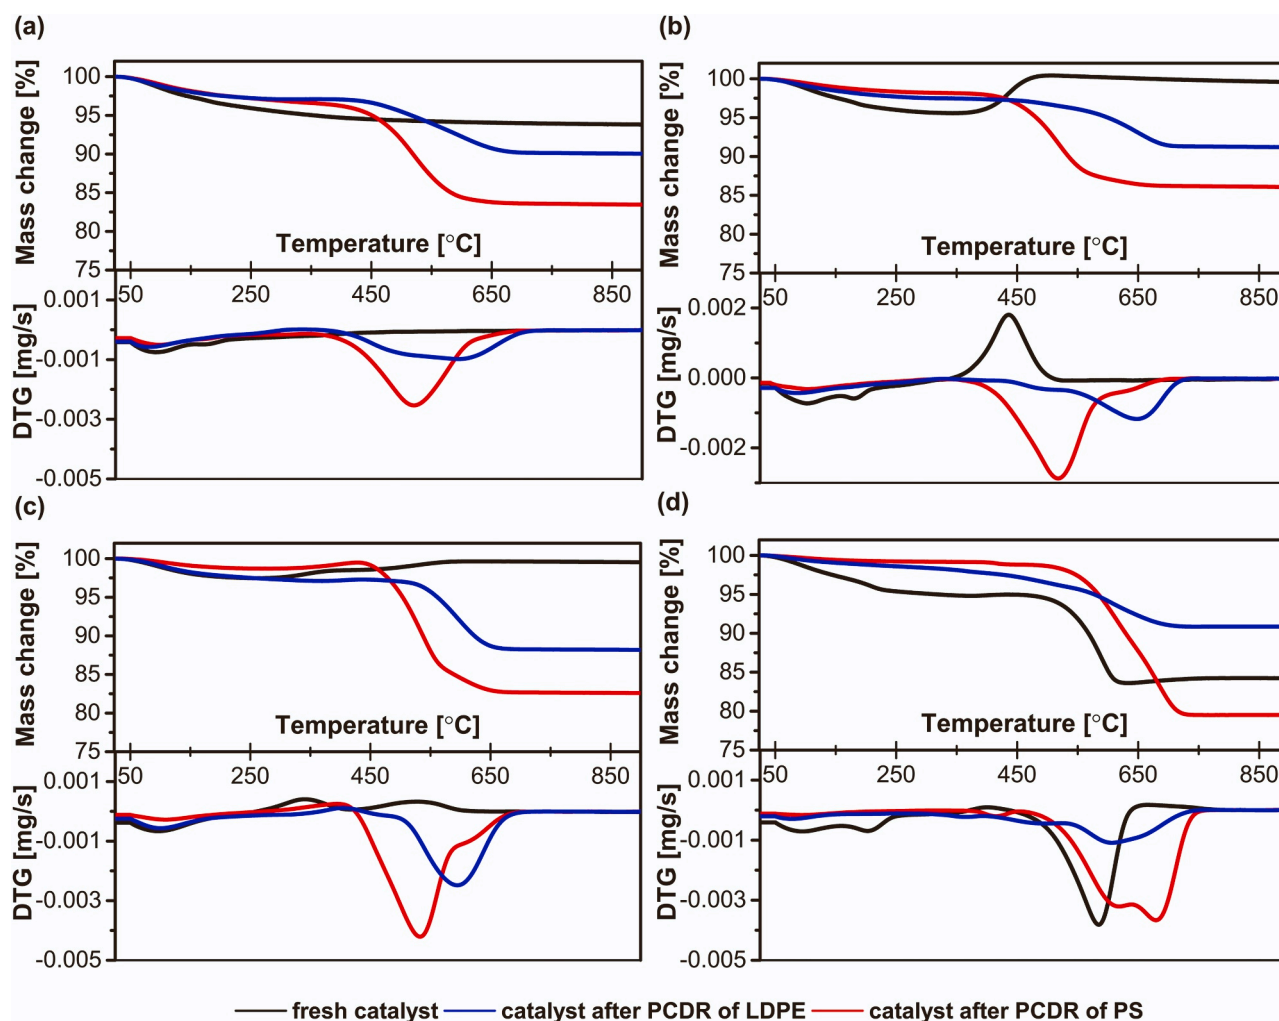 (a)
Mass change [%]
100
95
90
85
80
75
Temperature [°C]
50 250 450 650 850
DTG [mg/s]
0.001
-0.001
-0.003
-0.005
(b)
Mass change [%]
100
95
90
85
80
75
Temperature [°C]
50 250 450 650 850
DTG [mg/s]
0.002
0.000
-0.002
(c)
Mass change [%]
100
95
90
85
80
75
Temperature [°C]
50 250 450 650 850
DTG [mg/s]
0.001
-0.001
-0.003
-0.005
(d)
Mass change [%]
100
95
90
85
80
75
Temperature [°C]
50 250 450 650 850
DTG [mg/s]
0.001
-0.001
-0.003
-0.005
fresh catalyst catalyst after PCDR of LDPE catalyst after PCDR of PS